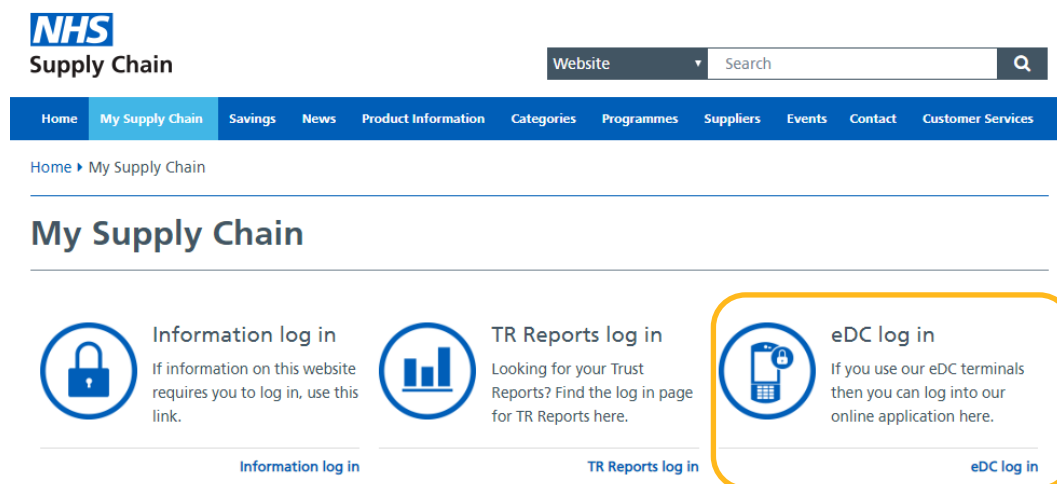 NHS
Supply Chain
Website Search
Home My Supply Chain Savings News Product Information Categories Programmes Suppliers Events Contact Customer Services
Home My Supply Chain
My Supply Chain
Information log in
If information on this website
requires you to log in, use this
link.
Information log in
TR Reports log in
Looking for your Trust
Reports? Find the log in page
for TR Reports here.
TR Reports log in
eDC log in
If you use our eDC terminals
then you can log into our
online application here.
eDC log in